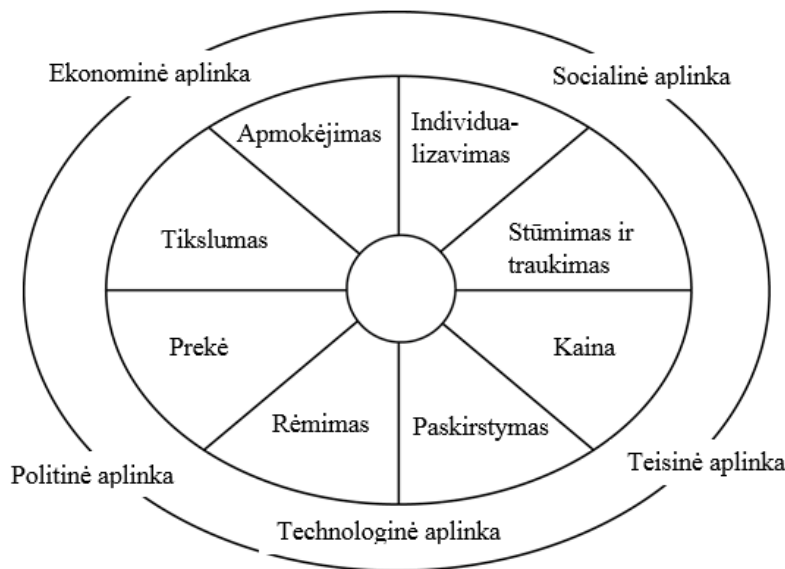 Ekonominė aplinka
Socialinė aplinka
Apmokėjimas
Individua-
lizavimas
Tikslumas
Stūmimas ir
traukimas
Prekė
Kaina
Rėmimas
Paskirstymas
Politinė aplinka
Teisinė aplinka
Technologinė aplinka